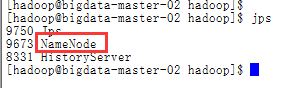 [hadoop@bigdata-master-02 hadoop]$
[hadoop@bigdata-master-02 hadoop]$ jps
9750 Jps
9673 NameNode
8331 HistoryServer
[hadoop@bigdata-master-02 hadoop]$